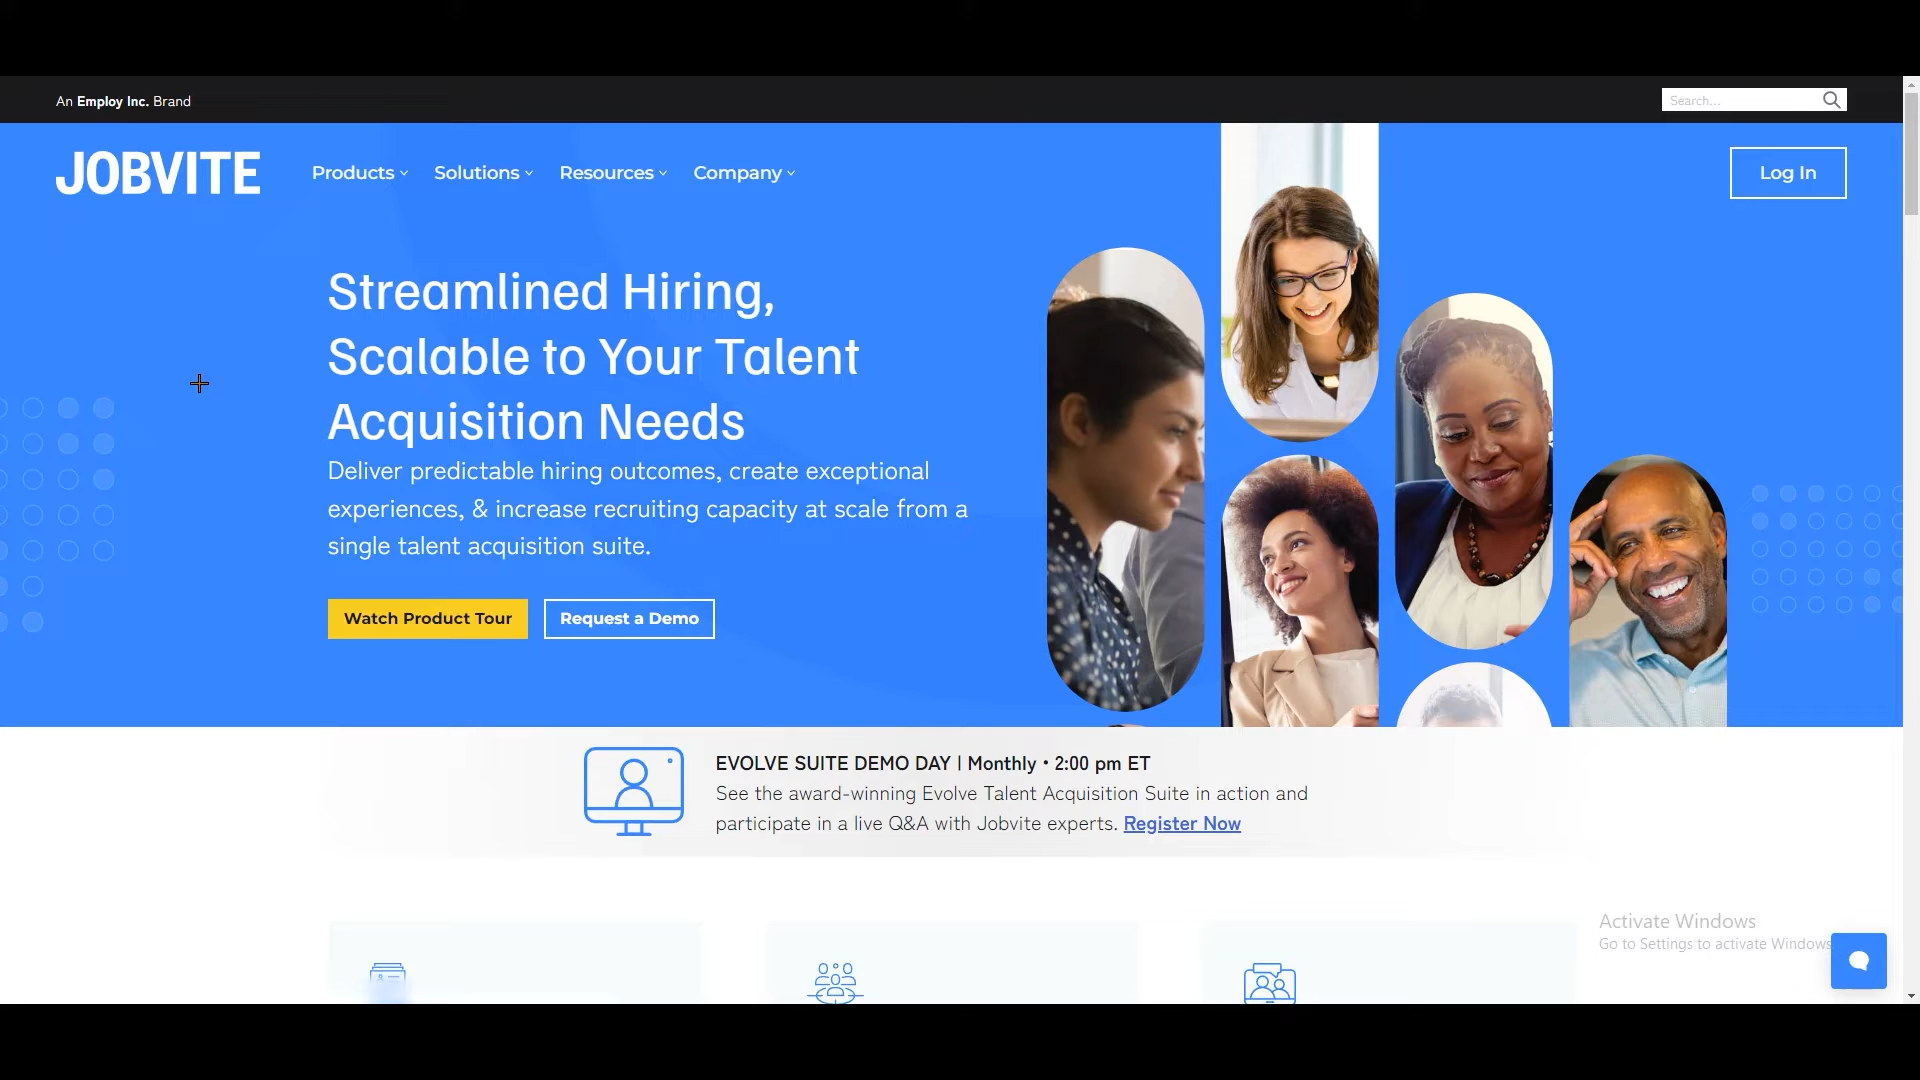 An Employ Inc. Brand
Search...
JOBVITE
Products
Solutions
Resources
Company
Log In
Streamlined Hiring,
Scalable to Your Talent
Acquisition Needs
Deliver predictable hiring outcomes, create exceptional
experiences, & increase recruiting capacity at scale from a
single talent acquisition suite.
Watch Product Tour
Request a Demo
EVOLVE SUITE DEMO DAY | Monthly • 2:00 pm ET
See the award-winning Evolve Talent Acquisition Suite in action and
participate in a live Q&A with Jobvite experts. Register Now
Activate Windows
Go to Settings to activate Windows